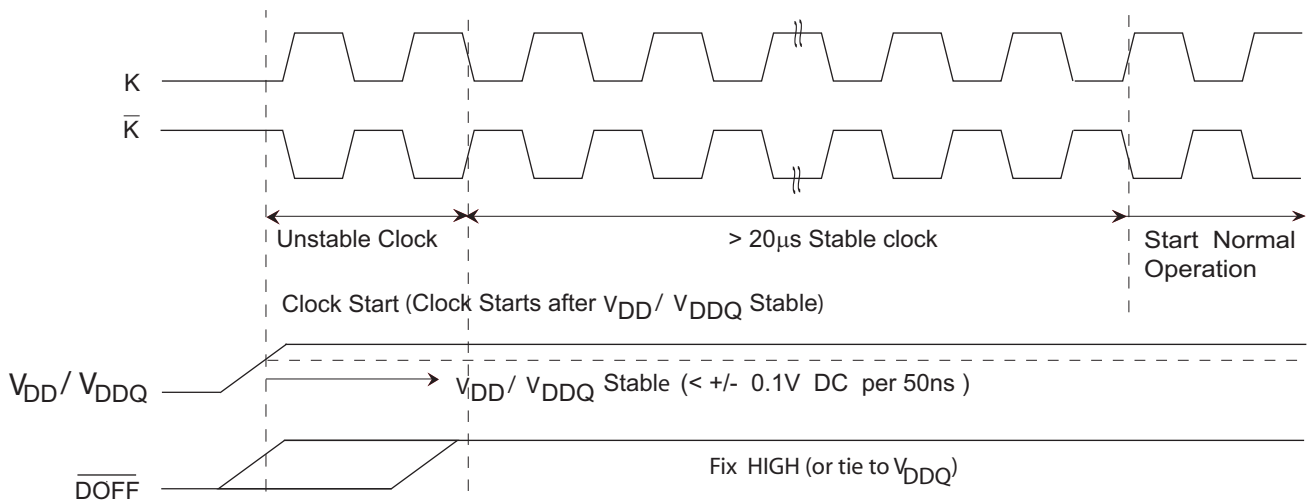 K
K̅
Unstable Clock
> 20μs Stable clock
Start Normal
Operation
Clock Start (Clock Starts after VDD / VDDQ Stable)
VDD / VDDQ
VDD / VDDQ Stable (< +/- 0.1V DC per 50ns )
Fix HIGH (or tie to VDDQ)
D̅O̅F̅F̅